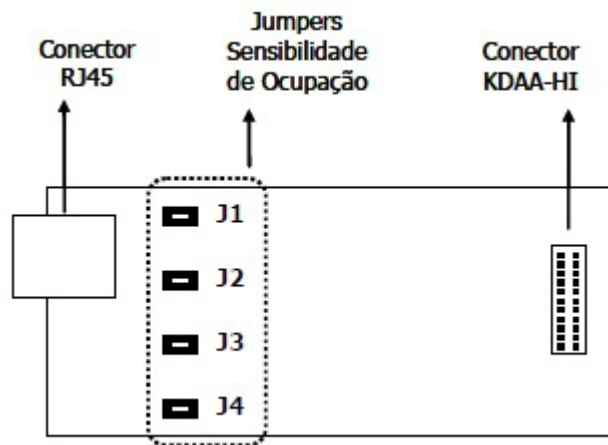 Conector
RJ45
Jumpers
Sensibilidade
de Ocupação
Conector
KDAA-HI
J1
J2
J3
J4